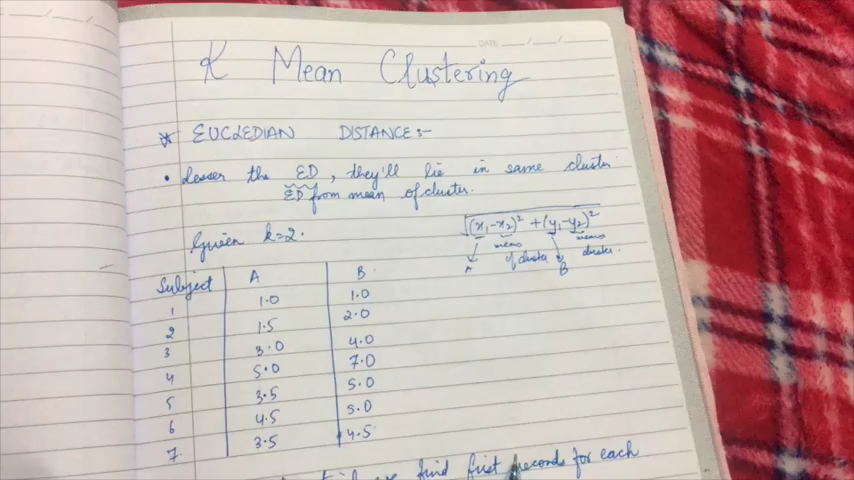 DATE
K Mean Clustering
* EUCLEDIAN DISTANCE:-
• Lesser the ED, they'll lie in same cluster.
ED from mean of cluster.
Given k=2.
√(x₁-x₂)² + (y₁-y₂)²
A mean of cluster B mean cluster.
Subject A B
1 1.0 1.0
2 1.5 2.0
3 3.0 4.0
4 5.0 7.0
5 3.5 5.0
6 4.5 5.0
7 3.5 4.5
find first records for each